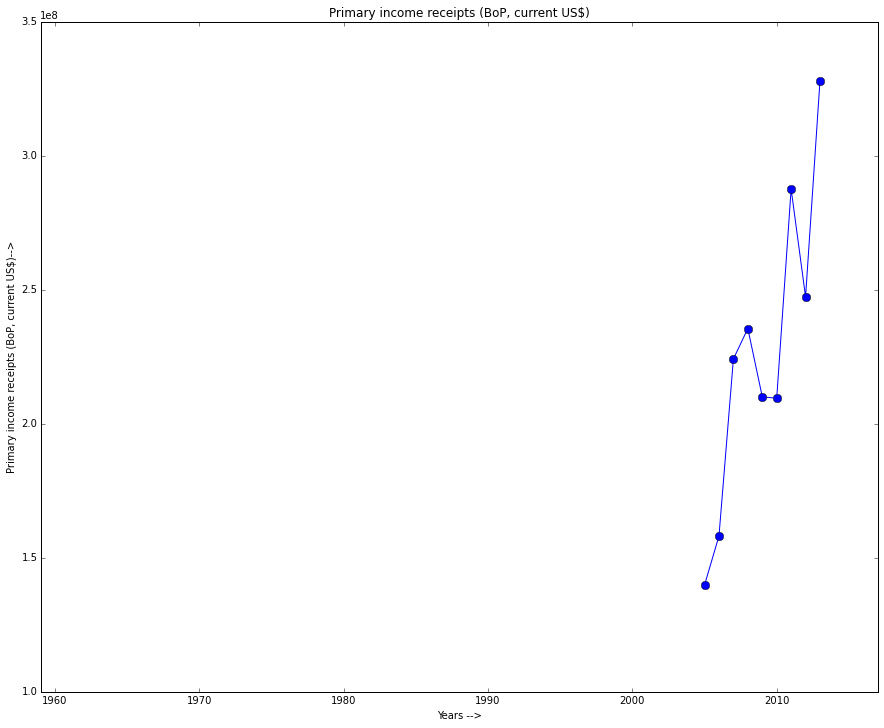 Primary income receipts (BoP, current US$)
1e8
3.5
3.0
2.5
2.0
1.5
1.0
Primary income receipts (BoP, current US$)-->
1960 1970 1980 1990 2000 2010
Years -->